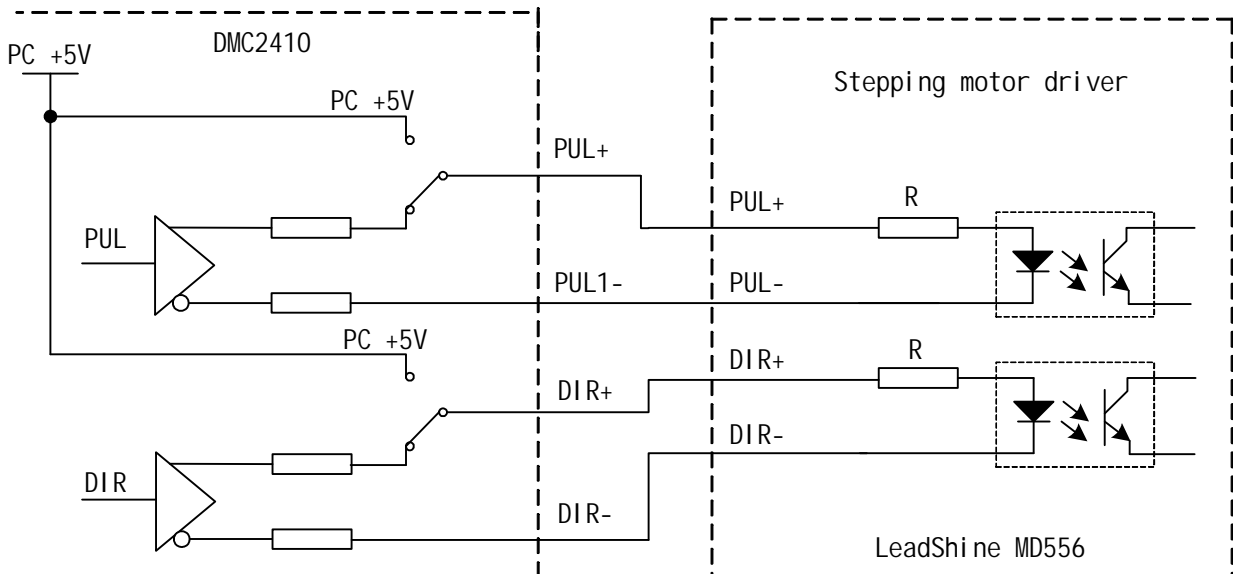 DMC2410
PC +5V
Stepping motor driver
PC +5V
PUL+
PUL+
R
PUL
PUL1-
PUL-
PC +5V
DIR+
R
DIR+
DIR-
DIR
DIR-
LeadShine MD556